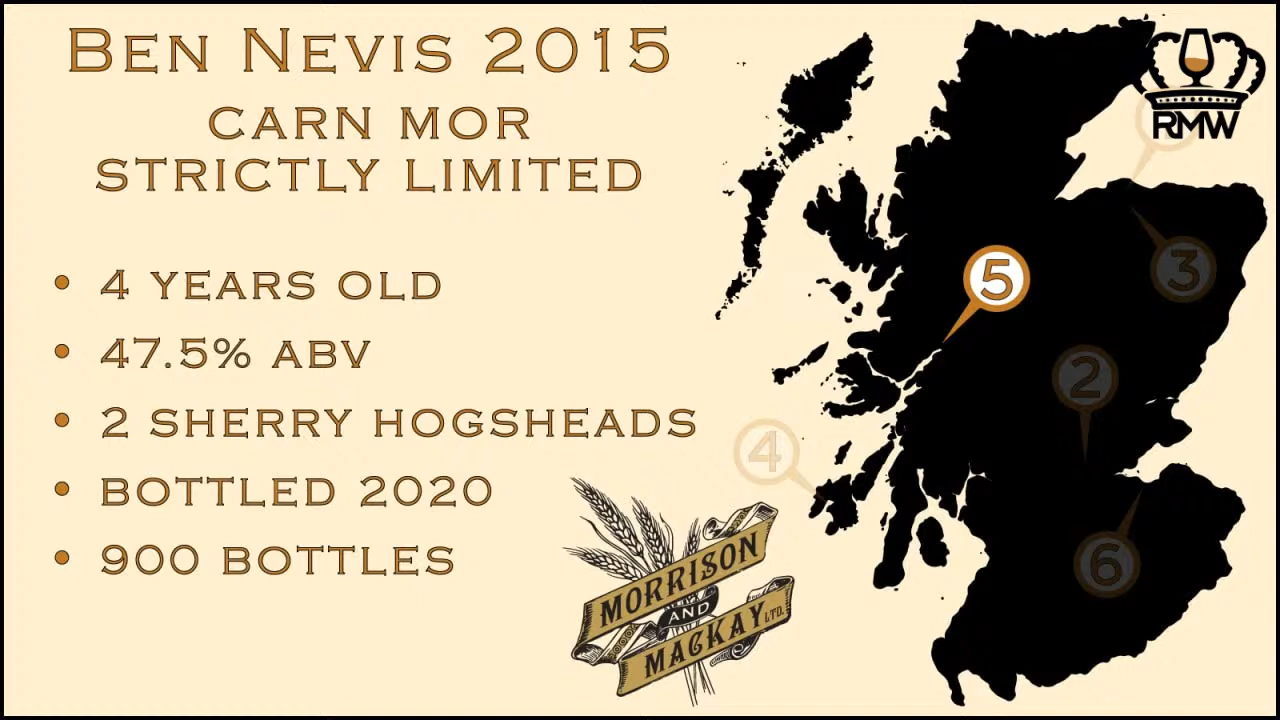 Ben Nevis 2015
CARN MOR
STRICTLY LIMITED
• 4 YEARS OLD
• 47.5% ABV
• 2 SHERRY HOGSHEADS
• BOTTLED 2020
• 900 BOTTLES
MORRISON
AND
MACKAY LTD.
RMW
3
5
2
4
6